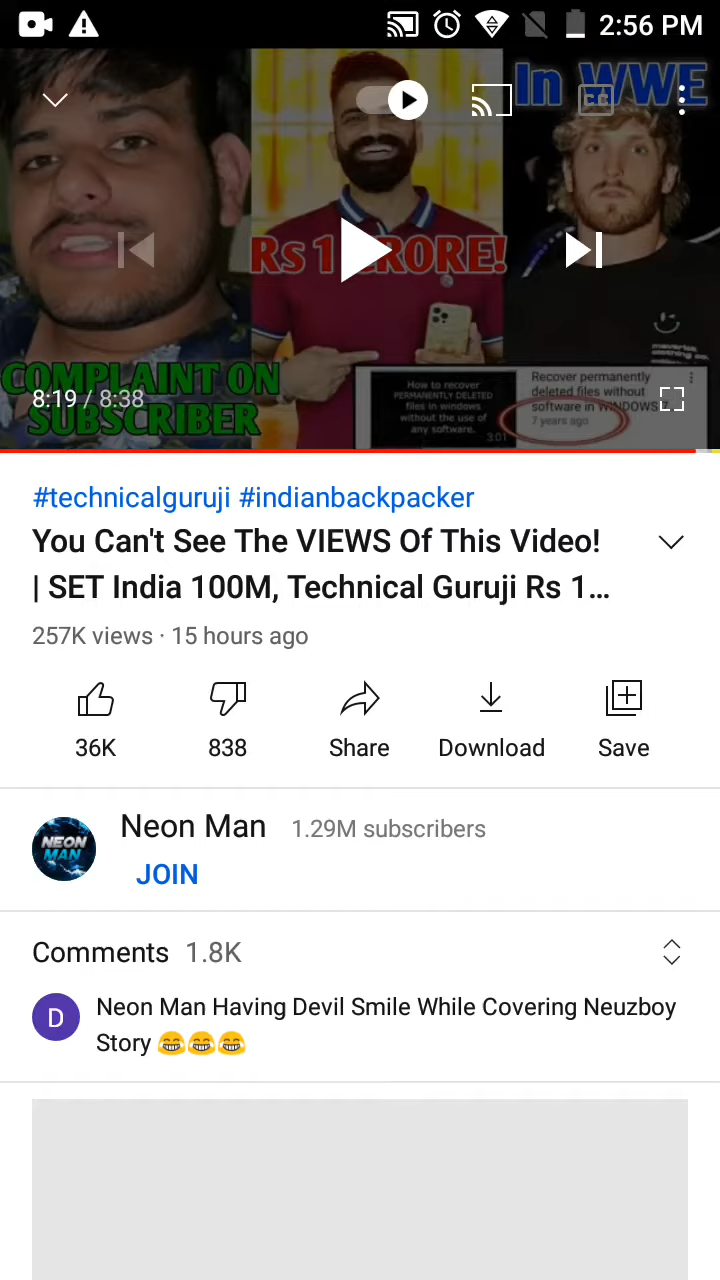 2:56 PM
In WWE
CC
Rs 1 CRORE!
How to recover
PERMANENTLY DELETED
files in windows
without the use of
any software.
3:01
Recover permanently
deleted files without
software in WINDOWS 7
7 years ago
COMPLAINT ON
SUBSCRIBER
8:19 / 8:38
#technicalguruji #indianbackpacker
You Can't See The VIEWS Of This Video!
| SET India 100M, Technical Guruji Rs 1...
257K views · 15 hours ago
36K
838
Share
Download
Save
NEON
MAN
Neon Man 1.29M subscribers
JOIN
Comments 1.8K
D
Neon Man Having Devil Smile While Covering Neuzboy
Story 😂😂😂